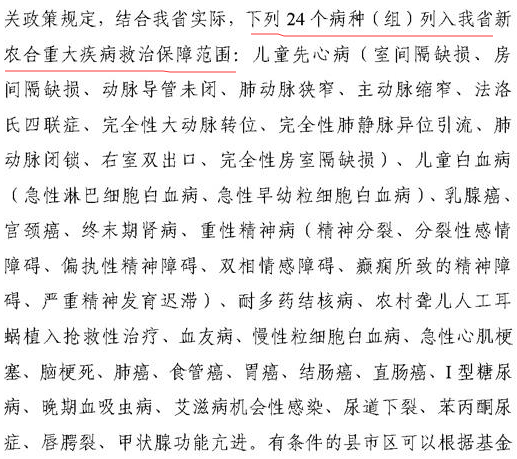 关政策规定，结合我省实际，下列 24 个病种（组）列入我省新
农合重大疾病救治保障范围：儿童先心病（室间隔缺损、房
间隔缺损、动脉导管未闭、肺动脉狭窄、主动脉缩窄、法洛
氏四联症、完全性大动脉转位、完全性肺静脉异位引流、肺
动脉闭锁、右室双出口、完全性房室隔缺损）、儿童白血病
（急性淋巴细胞白血病、急性早幼粒细胞白血病）、乳腺癌、
宫颈癌、终末期肾病、重性精神病（精神分裂、分裂性感情
障碍、偏执性精神障碍、双相情感障碍、癫痫所致的精神障
碍、严重精神发育迟滞）、耐多药结核病、农村聋儿人工耳
蜗植入抢救性治疗、血友病、慢性粒细胞白血病、急性心肌梗
塞、脑梗死、肺癌、食管癌、胃癌、结肠癌、直肠癌、I 型糖尿
病、晚期血吸虫病、艾滋病机会性感染、尿道下裂、苯丙酮尿
症、唇腭裂、甲状腺功能亢进。有条件的县市区可以根据基金